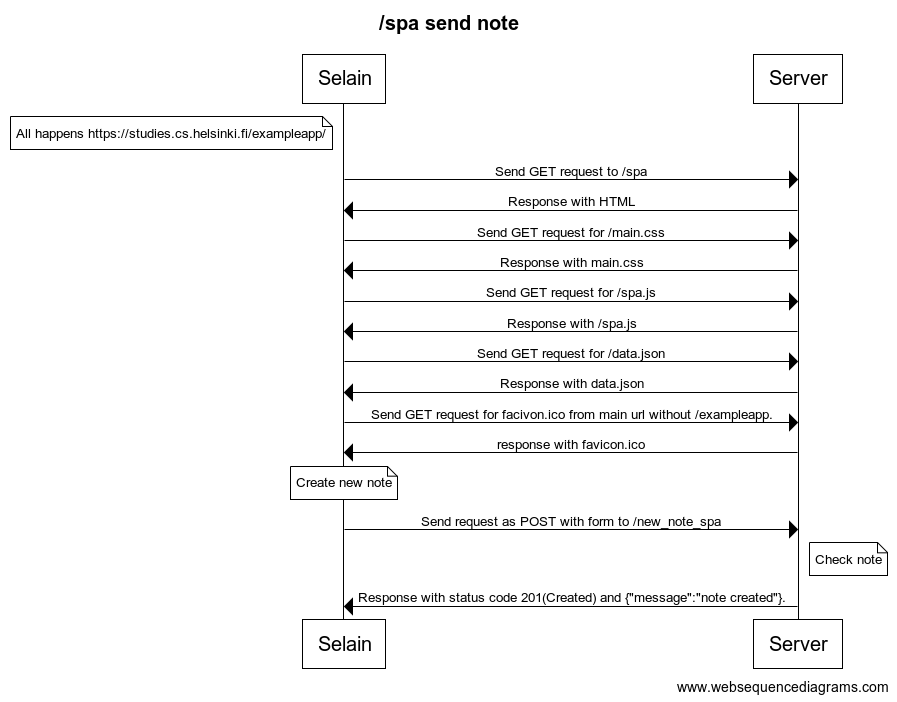 /spa send note
Selain
Server
All happens https://studies.cs.helsinki.fi/exampleapp/
Send GET request to /spa
Response with HTML
Send GET request for /main.css
Response with main.css
Send GET request for /spa.js
Response with /spa.js
Send GET request for /data.json
Response with data.json
Send GET request for facivon.ico from main url without /exampleapp.
response with favicon.ico
Create new note
Send request as POST with form to /new_note_spa
Check note
Response with status code 201(Created) and {"message":"note created"}.
Selain
Server
www.websequencediagrams.com